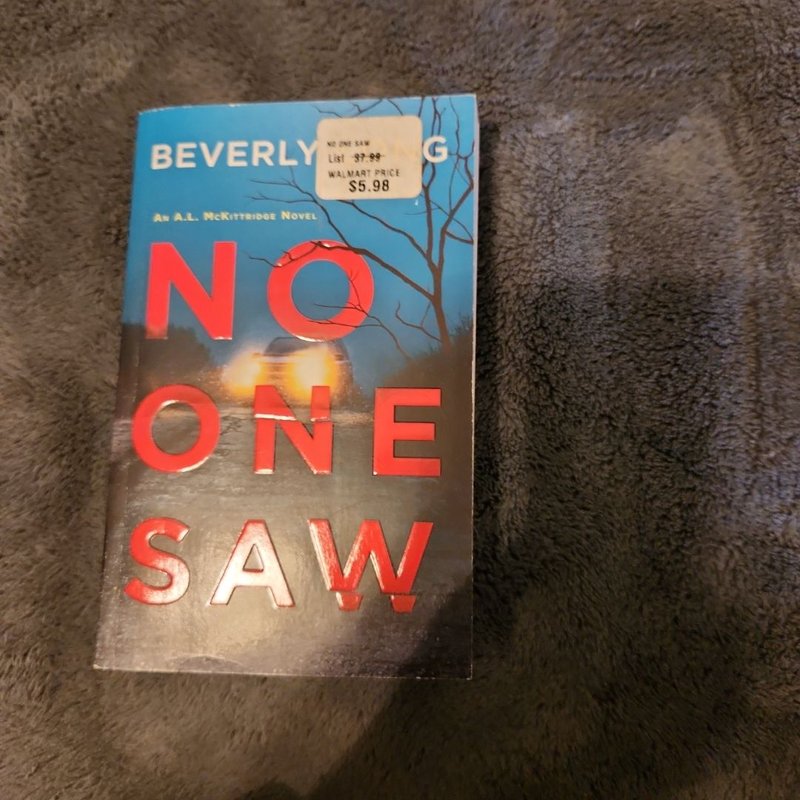 BEVERLY
NO ONE SAW
List $7.99
WALMART PRICE
$5.98
AN A.L. MCKITTRIDGE NOVEL
NO
ONE
SAW